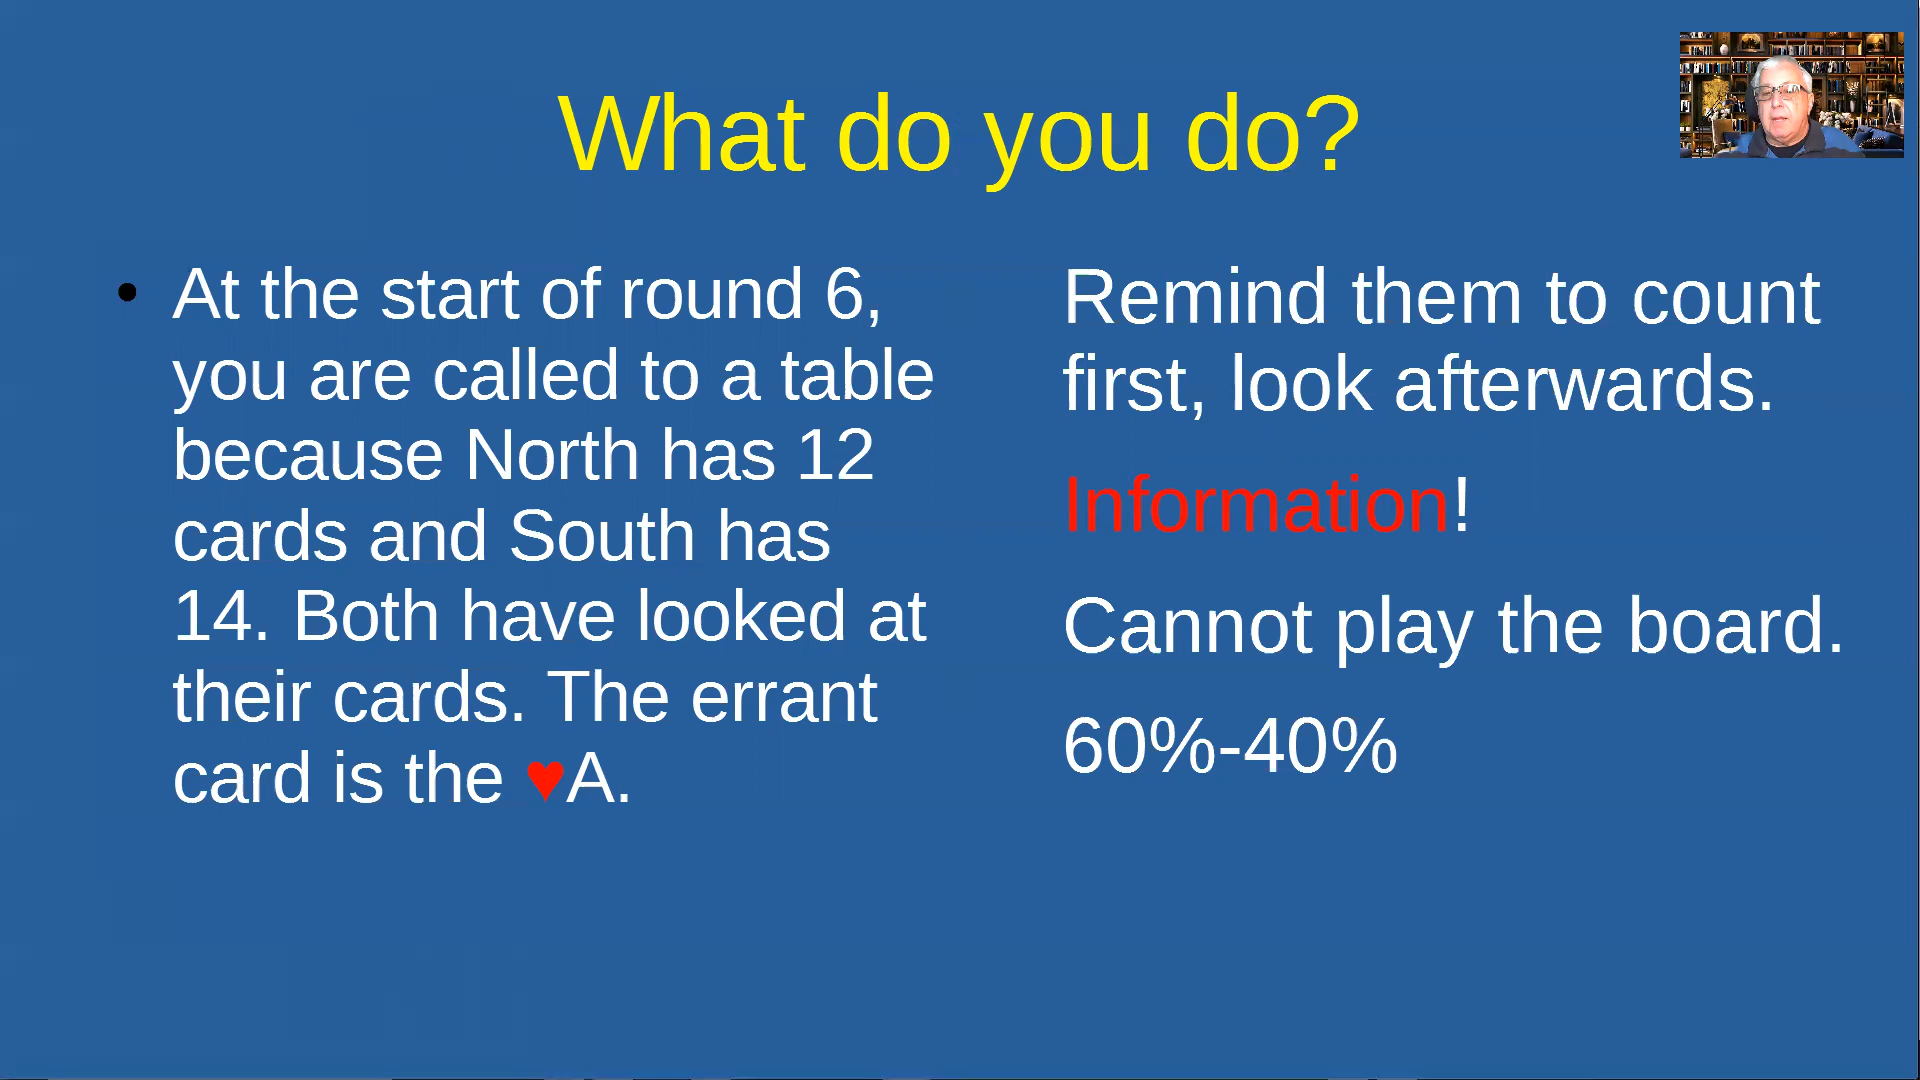 What do you do?
• At the start of round 6,
you are called to a table
because North has 12
cards and South has
14. Both have looked at
their cards. The errant
card is the ♥A.
Remind them to count
first, look afterwards.
Information!
Cannot play the board.
60%-40%